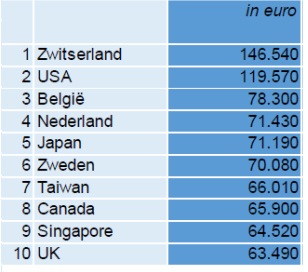 in euro
1 Zwitserland 146.540
2 USA 119.570
3 België 78.300
4 Nederland 71.430
5 Japan 71.190
6 Zweden 70.080
7 Taiwan 66.010
8 Canada 65.900
9 Singapore 64.520
10 UK 63.490